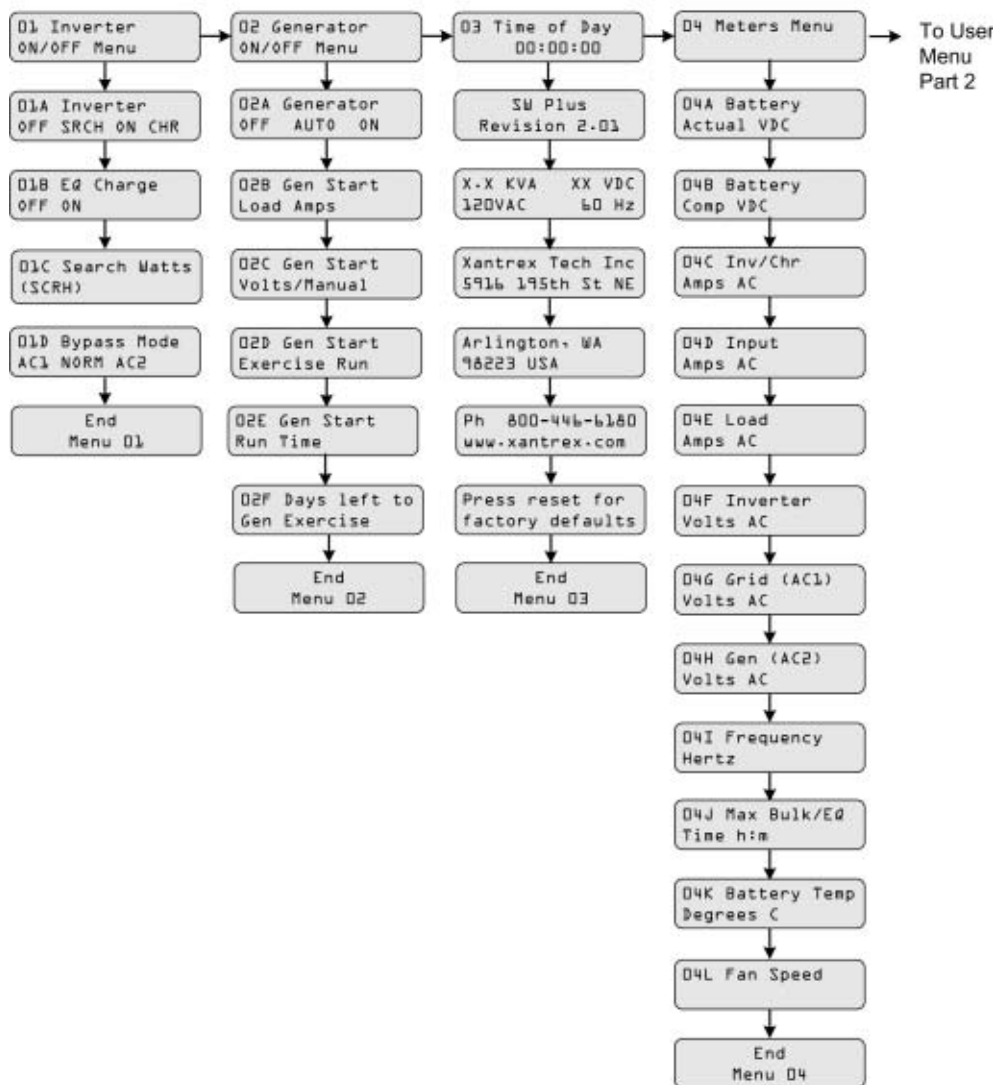 01 Inverter
ON/OFF Menu
01A Inverter
OFF SRCH ON CHR
01B EQ Charge
OFF ON
01C Search Watts
(SCRH)
01D Bypass Mode
AC1 NORM AC2
End
Menu 01
02 Generator
ON/OFF Menu
02A Generator
OFF AUTO ON
02B Gen Start
Load Amps
02C Gen Start
Volts/Manual
02D Gen Start
Exercise Run
02E Gen Start
Run Time
02F Days left to
Gen Exercise
End
Menu 02
03 Time of Day
00:00:00
SW Plus
Revision 2.01
X.X KVA XX VDC
120VAC 60 Hz
Xantrex Tech Inc
5916 195th St NE
Arlington, WA
98223 USA
Ph 800-446-6180
www.xantrex.com
Press reset for
factory defaults
End
Menu 03
04 Meters Menu
04A Battery
Actual VDC
04B Battery
Comp VDC
04C Inv/Chr
Amps AC
04D Input
Amps AC
04E Load
Amps AC
04F Inverter
Volts AC
04G Grid (AC1)
Volts AC
04H Gen (AC2)
Volts AC
04I Frequency
Hertz
04J Max Bulk/EQ
Time h:m
04K Battery Temp
Degrees C
04L Fan Speed
End
Menu 04
To User
Menu
Part 2